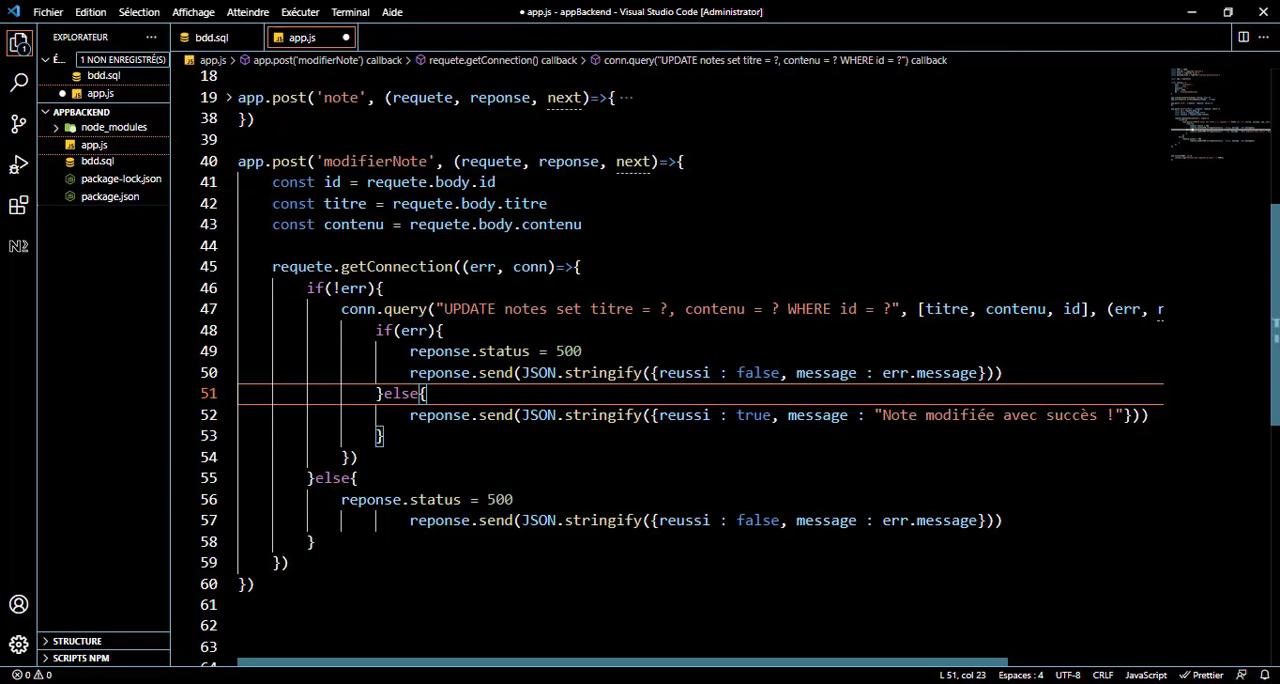 Fichier Edition Sélection Affichage Atteindre Exécuter Terminal Aide
● app.js - appBackend - Visual Studio Code [Administrator]
EXPLORATEUR ···
bdd.sql
app.js ●
É... 1 NON ENREGISTRÉ(S)
bdd.sql
● app.js
APPBACKEND
node_modules
app.js
bdd.sql
package-lock.json
package.json
STRUCTURE
SCRIPTS NPM
app.js > app.post('modifierNote') callback > requete.getConnection() callback > conn.query("UPDATE notes set titre = ?, contenu = ? WHERE id = ?") callback
18
19 > app.post('note', (requete, reponse, next)=>{ ···
38 })
39
40 app.post('modifierNote', (requete, reponse, next)=>{
41 const id = requete.body.id
42 const titre = requete.body.titre
43 const contenu = requete.body.contenu
44
45 requete.getConnection((err, conn)=>{
46 if(!err){
47 conn.query("UPDATE notes set titre = ?, contenu = ? WHERE id = ?", [titre, contenu, id], (err, r
48 if(err){
49 reponse.status = 500
50 reponse.send(JSON.stringify({reussi : false, message : err.message}))
51 }else{
52 reponse.send(JSON.stringify({reussi : true, message : "Note modifiée avec succès !"}))
53 }
54 })
55 }else{
56 reponse.status = 500
57 reponse.send(JSON.stringify({reussi : false, message : err.message}))
58 }
59 })
60 })
61
62
63
64
0 0
L 51, col 23 Espaces : 4 UTF-8 CRLF JavaScript Prettier